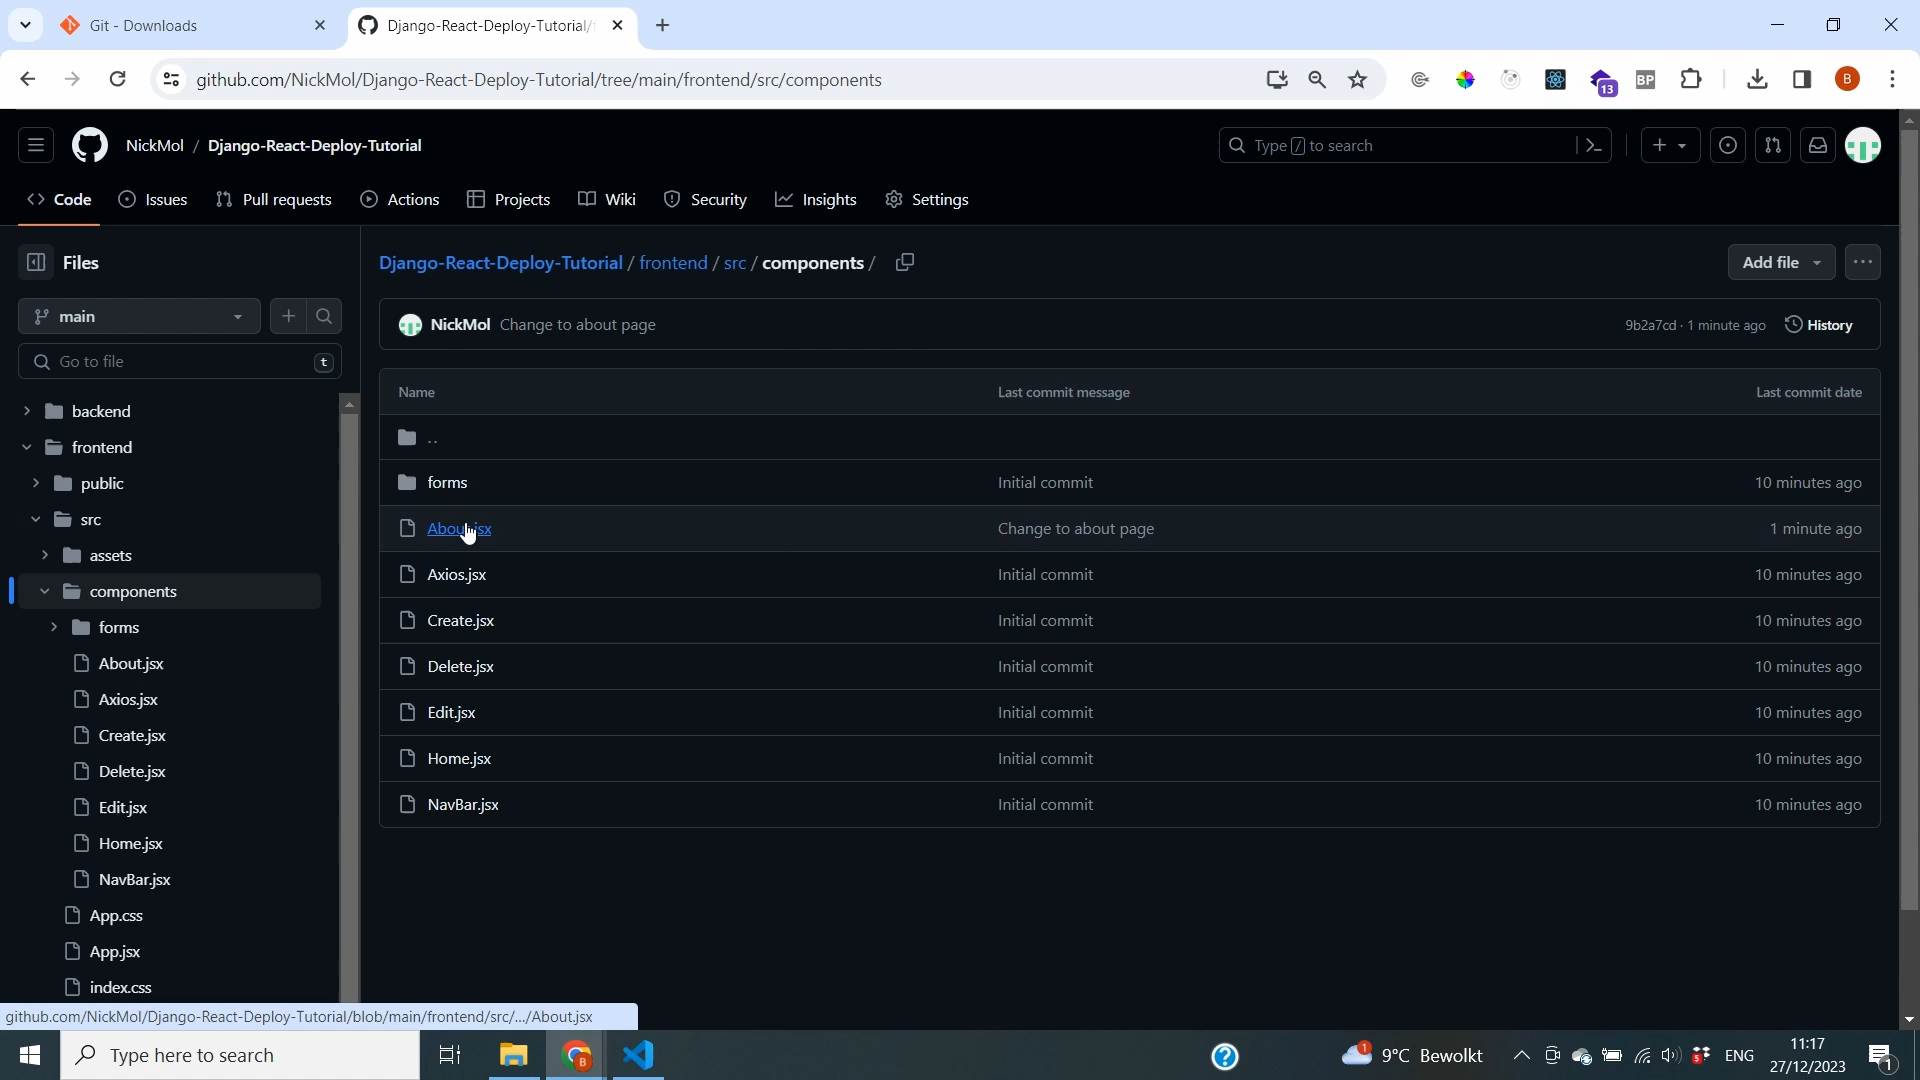 Git - Downloads
Django-React-Deploy-Tutorial/
github.com/NickMol/Django-React-Deploy-Tutorial/tree/main/frontend/src/components
13
BP
B
NickMol / Django-React-Deploy-Tutorial
Type / to search
Code
Issues
Pull requests
Actions
Projects
Wiki
Security
Insights
Settings
Files
Django-React-Deploy-Tutorial / frontend / src / components /
Add file
main
NickMol Change to about page
9b2a7cd · 1 minute ago
History
Go to file
t
Name Last commit message Last commit date
..
forms Initial commit 10 minutes ago
About.jsx Change to about page 1 minute ago
Axios.jsx Initial commit 10 minutes ago
Create.jsx Initial commit 10 minutes ago
Delete.jsx Initial commit 10 minutes ago
Edit.jsx Initial commit 10 minutes ago
Home.jsx Initial commit 10 minutes ago
NavBar.jsx Initial commit 10 minutes ago
backend
frontend
public
src
assets
components
forms
About.jsx
Axios.jsx
Create.jsx
Delete.jsx
Edit.jsx
Home.jsx
NavBar.jsx
App.css
App.jsx
index.css
github.com/NickMol/Django-React-Deploy-Tutorial/blob/main/frontend/src/.../About.jsx
Type here to search
B
1
9°C Bewolkt
ENG
11:17
27/12/2023
1